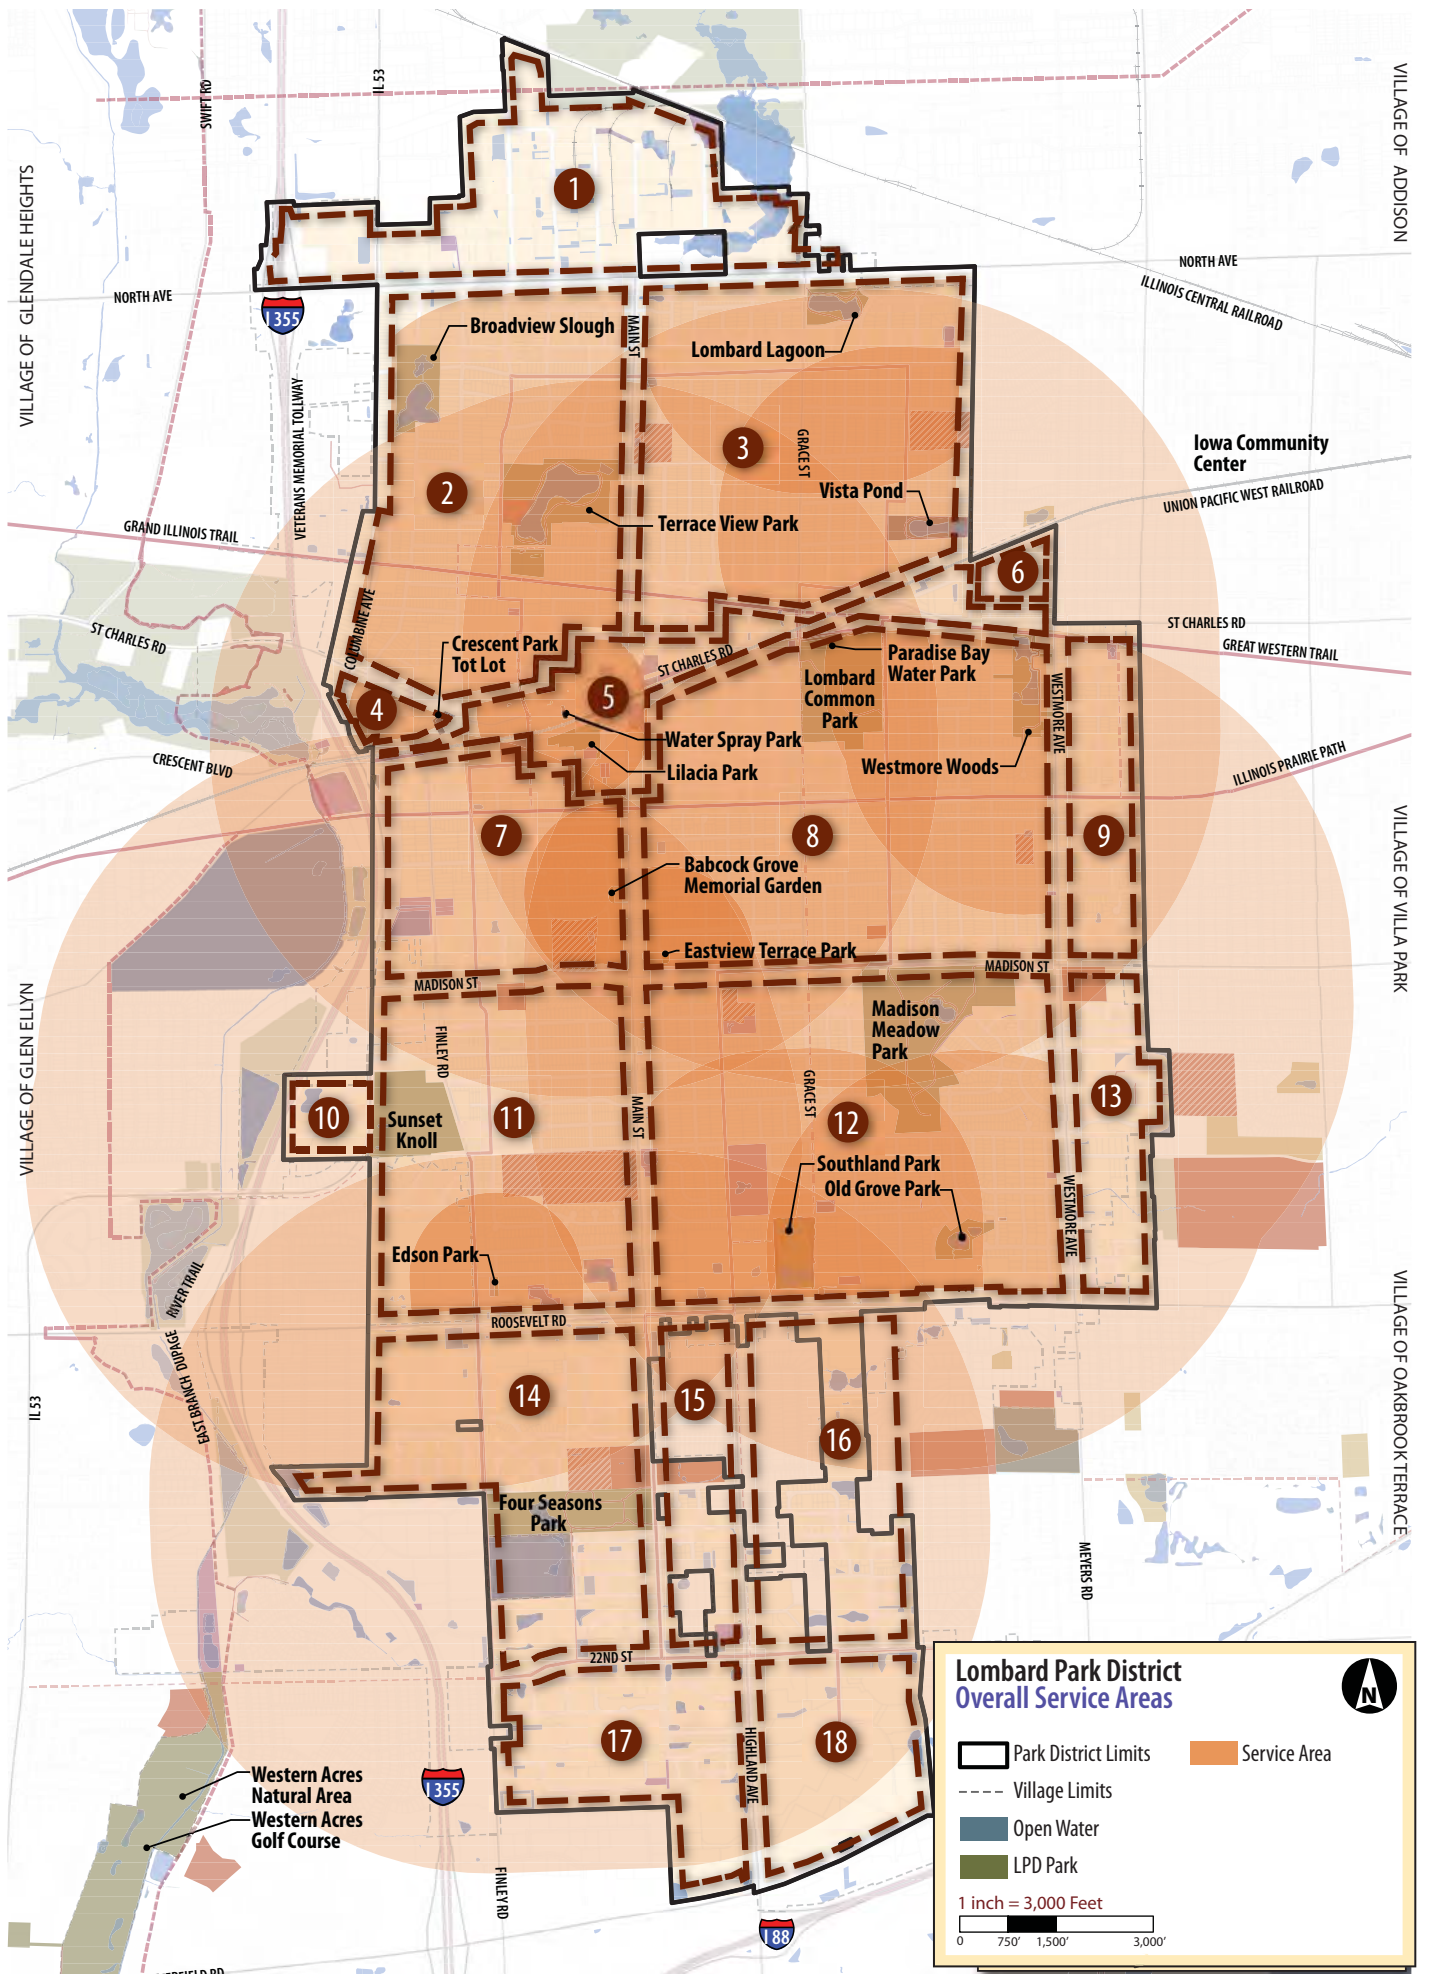 VILLAGE OF GLENDALE HEIGHTS
SWIFT RD
IL 53
VILLAGE OF ADDISON
1
NORTH AVE
NORTH AVE
ILLINOIS CENTRAL RAILROAD
I 355
VETERANS MEMORIAL TOLLWAY
Broadview Slough
MAIN ST
Lombard Lagoon
2
3
GRACE ST
Iowa Community
Center
Vista Pond
UNION PACIFIC WEST RAILROAD
Terrace View Park
GRAND ILLINOIS TRAIL
6
COLUMBINE AVE
ST CHARLES RD
ST CHARLES RD
GREAT WESTERN TRAIL
Crescent Park
Tot Lot
ST CHARLES RD
Paradise Bay
Water Park
Lombard
Common
Park
4
5
WESTMORE AVE
Water Spray Park
Lilacia Park
Westmore Woods
CRESCENT BLVD
ILLINOIS PRAIRIE PATH
7
8
9
VILLAGE OF VILLA PARK
Babcock Grove
Memorial Garden
Eastview Terrace Park
MADISON ST
MADISON ST
VILLAGE OF GLEN ELLYN
FINLEY RD
Madison
Meadow
Park
10
Sunset
Knoll
11
MAIN ST
GRACE ST
12
13
Southland Park
Old Grove Park
WESTMORE AVE
Edson Park
EAST BRANCH DUPAGE RIVER TRAIL
ROOSEVELT RD
VILLAGE OF OAKBROOK TERRACE
IL 53
14
15
16
Four Seasons
Park
MEYERS RD
22ND ST
17
HIGHLAND AVE
18
Western Acres
Natural Area
Western Acres
Golf Course
I 355
FINLEY RD
I 88
Lombard Park District
Overall Service Areas
N
Park District Limits
Service Area
Village Limits
Open Water
LPD Park
1 inch = 3,000 Feet
0 750' 1,500' 3,000'